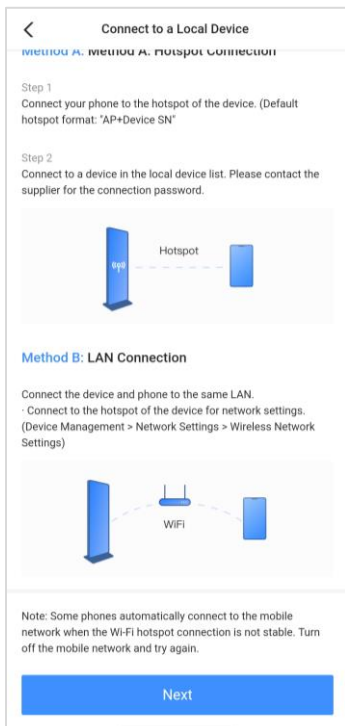 Connect to a Local Device
Method A: Method A. Hotspot Connection
Step 1
Connect your phone to the hotspot of the device. (Default
hotspot format: "AP+Device SN"
Step 2
Connect to a device in the local device list. Please contact the
supplier for the connection password.
Hotspot
Method B: LAN Connection
Connect the device and phone to the same LAN.
· Connect to the hotspot of the device for network settings.
(Device Management > Network Settings > Wireless Network
Settings)
WiFi
Note: Some phones automatically connect to the mobile
network when the Wi-Fi hotspot connection is not stable. Turn
off the mobile network and try again.
Next